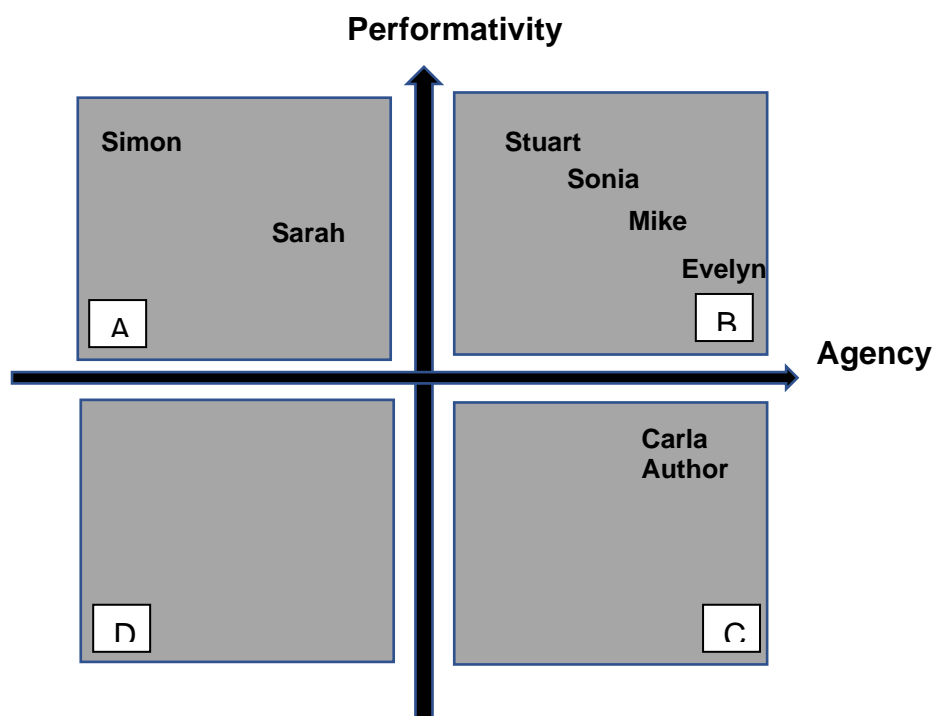 Performativity
Simon
Stuart
Sonia
Sarah
Mike
Evelyn
A
B
Agency
Carla
Author
D
C